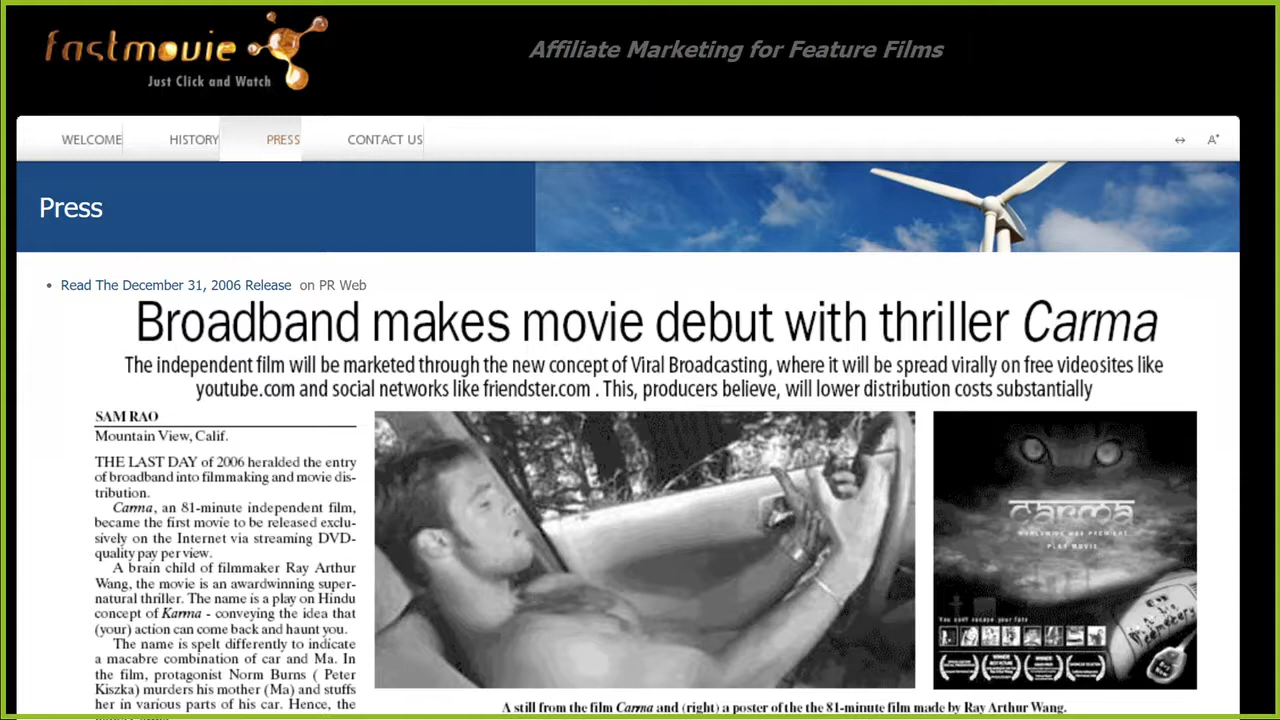 fastmovie
Just Click and Watch
Affiliate Marketing for Feature Films
WELCOME
HISTORY
PRESS
CONTACT US
A+
Press
Read The December 31, 2006 Release on PR Web
Broadband makes movie debut with thriller Carma
The independent film will be marketed through the new concept of Viral Broadcasting, where it will be spread virally on free videosites like
youtube.com and social networks like friendster.com . This, producers believe, will lower distribution costs substantially
SAM RAO
Mountain View, Calif.
THE LAST DAY of 2006 heralded the entry
of broadband into filmmaking and movie dis-
tribution.
Carma, an 81-minute independent film,
became the first movie to be released exclu-
sively on the Internet via streaming DVD-
quality pay per view.
A brain child of filmmaker Ray Arthur
Wang, the movie is an awardwinning super-
natural thriller. The name is a play on Hindu
concept of Karma - conveying the idea that
(your) action can come back and haunt you.
The name is spelt differently to indicate
a macabre combination of car and Ma. In
the film, protagonist Norm Burns ( Peter
Kiszka) murders his mother (Ma) and stuffs
her in various parts of his car. Hence, the
carma
WORLDWIDE WEB PREMIERE
PLAY MOVIE
You can't escape your fate
A still from the film Carma and (right) a poster of the the 81-minute film made by Ray Arthur Wang.